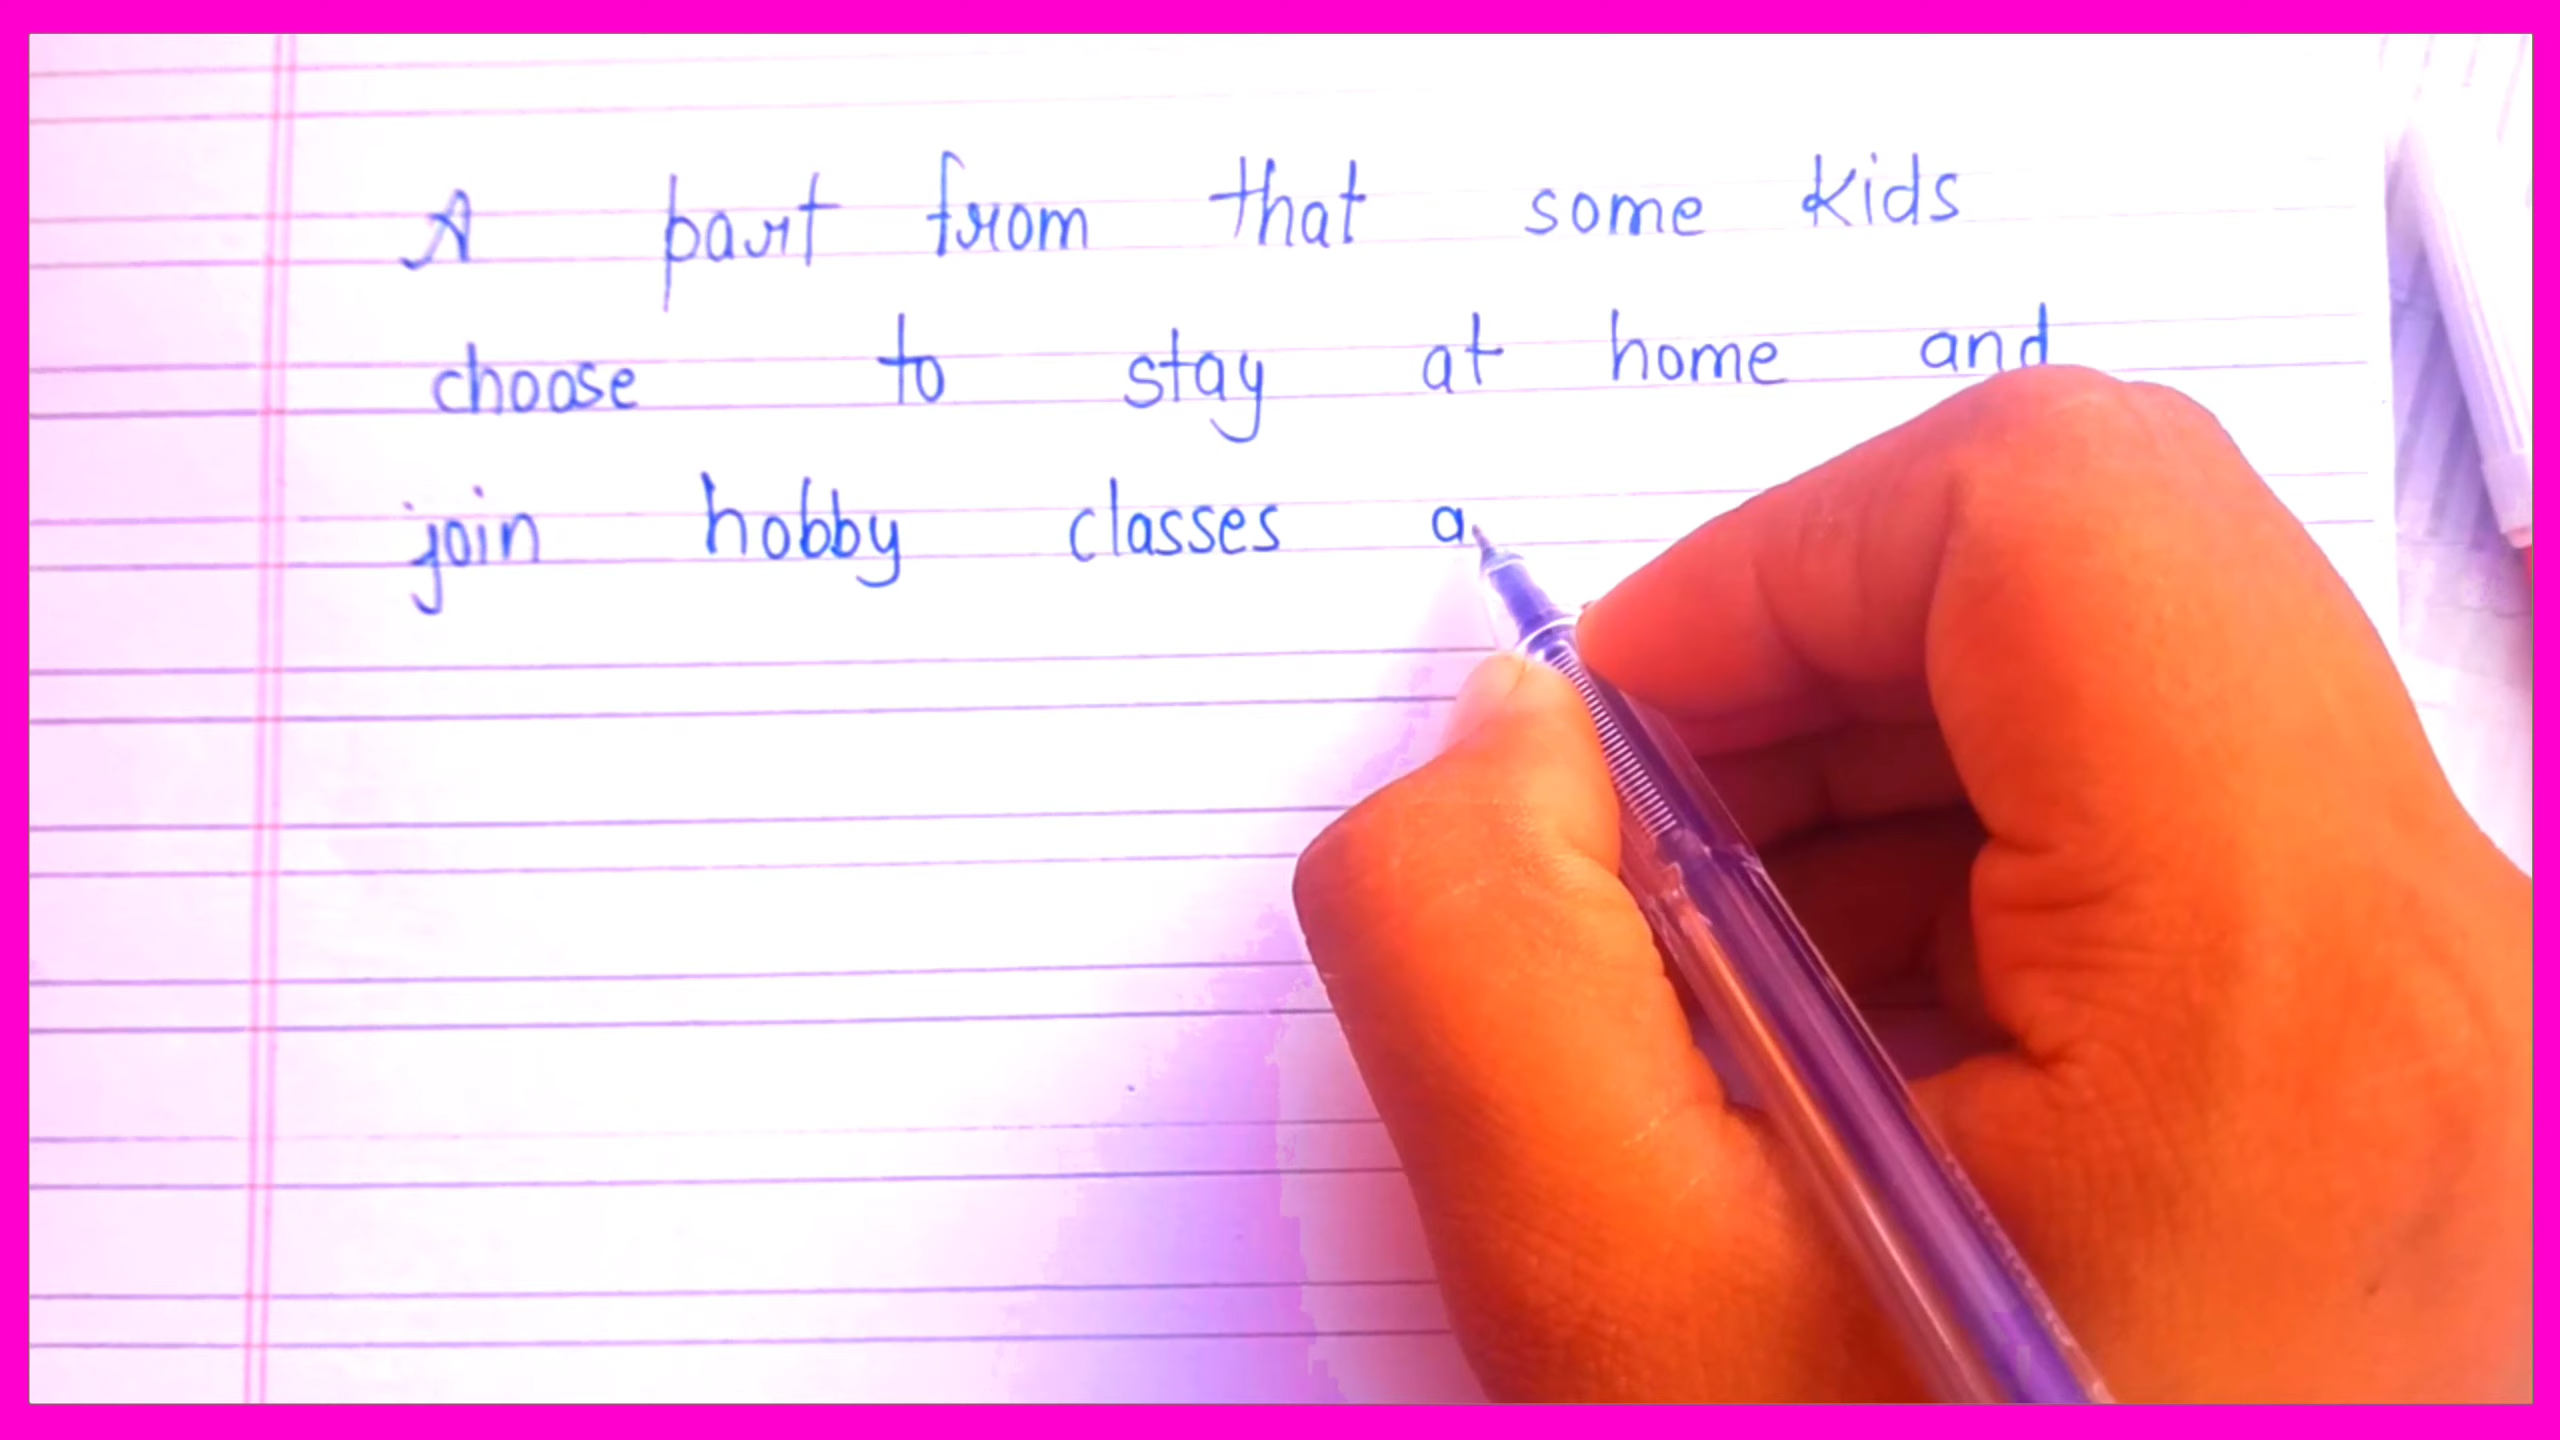 A part from that some kids
choose to stay at home and
join hobby classes a